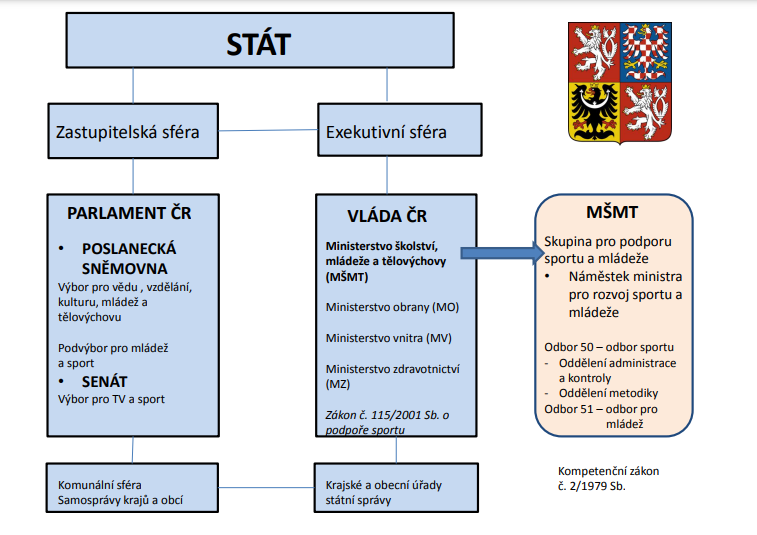 STÁT
Zastupitelská sféra
Exekutivní sféra
PARLAMENT ČR
• POSLANECKÁ
SNĚMOVNA
Výbor pro vědu , vzdělání,
kulturu, mládež a
tělovýchovu
Podvýbor pro mládež
a sport
• SENÁT
Výbor pro TV a sport
VLÁDA ČR
Ministerstvo školství,
mládeže a tělovýchovy
(MŠMT)
Ministerstvo obrany (MO)
Ministerstvo vnitra (MV)
Ministerstvo zdravotnictví
(MZ)
Zákon č. 115/2001 Sb. o
podpoře sportu
MŠMT
Skupina pro podporu
sportu a mládeže
• Náměstek ministra
pro rozvoj sportu a
mládeže
Odbor 50 – odbor sportu
- Oddělení administrace
a kontroly
- Oddělení metodiky
Odbor 51 – odbor pro
mládež
Komunální sféra
Samosprávy krajů a obcí
Krajské a obecní úřady
státní správy
Kompetenční zákon
č. 2/1979 Sb.